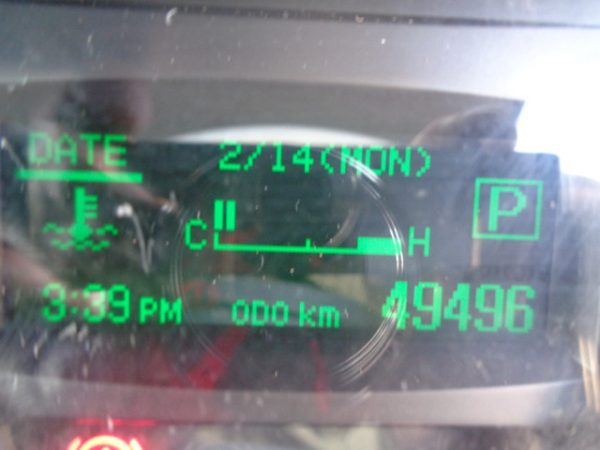 DATE 2/14(MON)
P
C H
3:39 PM ODO km 49496